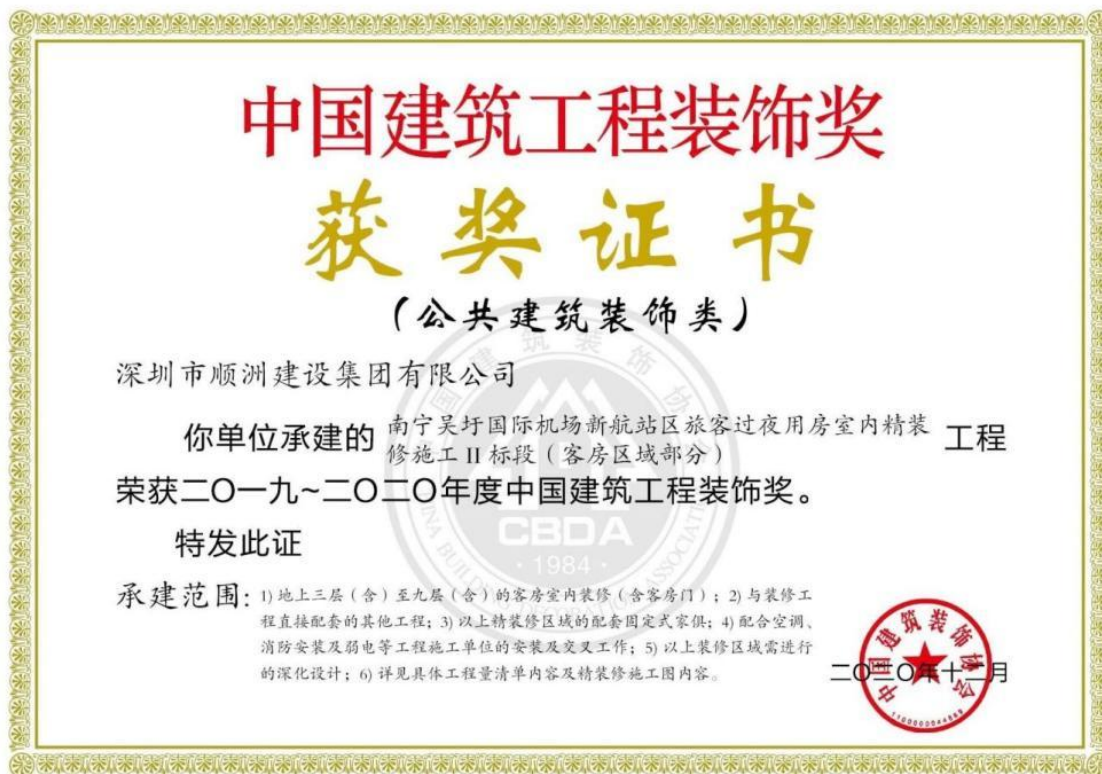 中国建筑工程装饰奖
获奖证书
(公共建筑装饰类)
深圳市顺洲建设集团有限公司
你单位承建的 南宁吴圩国际机场新航站区旅客过夜用房室内精装 工程
修施工II标段(客房区域部分)
荣获二〇一九~二〇二〇年度中国建筑工程装饰奖。
特发此证
承建范围: 1)地上三层(含)至九层(含)的客房室内装修(含客房门);2)与装修工
程直接配套的其他工程;3)以上精装修区域的配套固定式家俱;4)配合空调、
消防安装及弱电等工程施工单位的安装及交叉工作;5)以上装修区域需进行
的深化设计;6)详见具体工程量清单内容及精装修施工图内容。
二〇二〇年十二月
中国建筑装饰协会
中国建筑装饰协会
CBDA
·1984·
CHINA BUILDING DECORATION ASSOCIATION